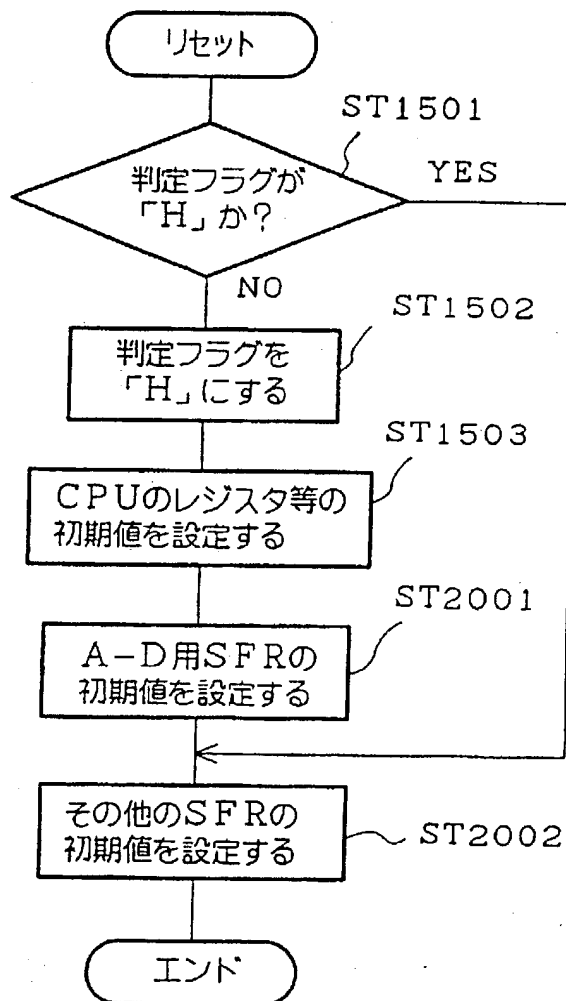 リセット
ST1501
判定フラグが
「H」か?
YES
NO
ST1502
判定フラグを
「H」にする
ST1503
CPUのレジスタ等の
初期値を設定する
ST2001
A-D用SFRの
初期値を設定する
その他のSFRの
初期値を設定する
ST2002
エンド